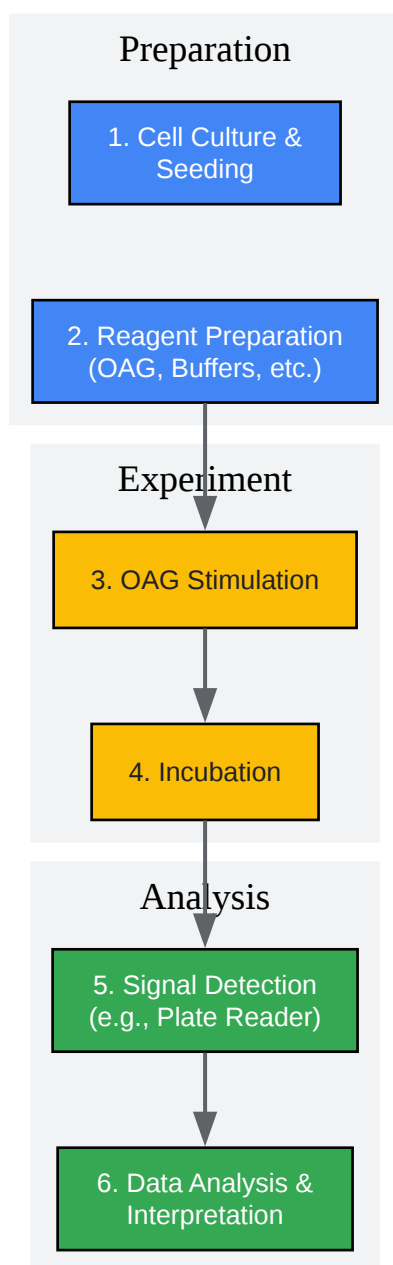 Preparation
1. Cell Culture &
Seeding
2. Reagent Preparation
(OAG, Buffers, etc.)
Experiment
3. OAG Stimulation
4. Incubation
Analysis
5. Signal Detection
(e.g., Plate Reader)
6. Data Analysis &
Interpretation